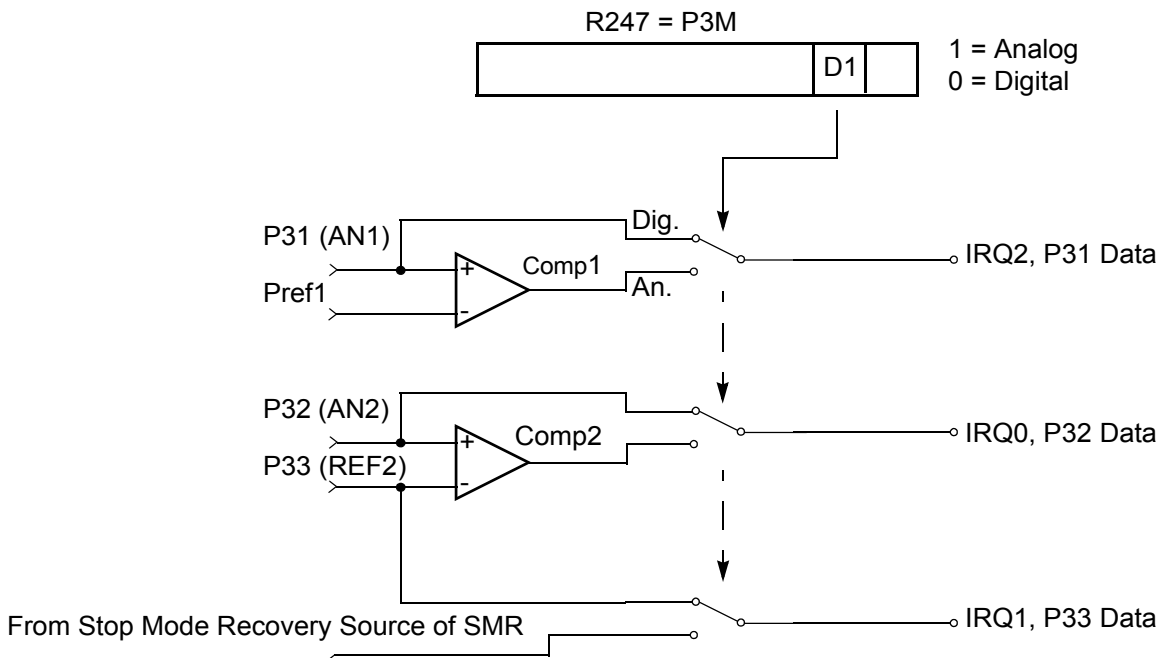 R247 = P3M
D1
1 = Analog
0 = Digital
Dig.
P31 (AN1)
+
Comp1
IRQ2, P31 Data
Pref1
-
An.
P32 (AN2)
+
Comp2
IRQ0, P32 Data
P33 (REF2)
-
From Stop Mode Recovery Source of SMR
IRQ1, P33 Data